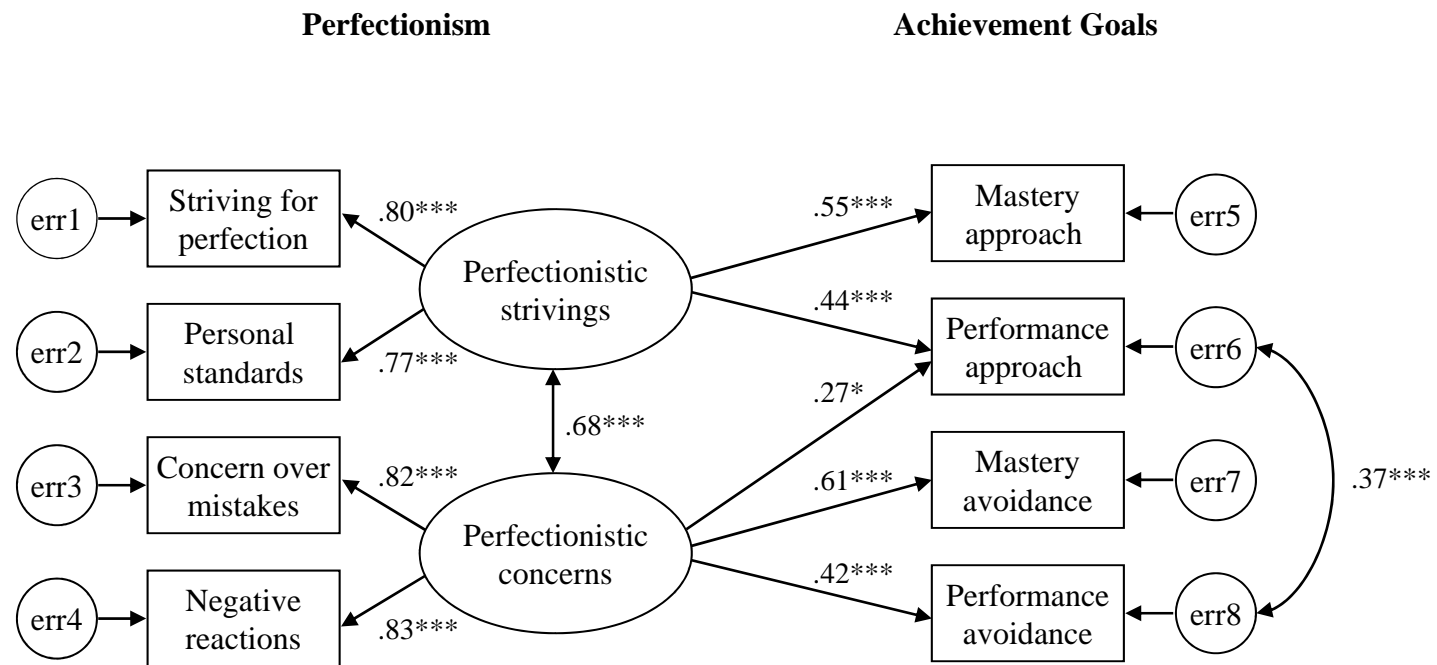 Perfectionism
Achievement Goals
err1
Striving for
perfection
.80***
Perfectionistic
strivings
.55***
Mastery
approach
err5
err2
Personal
standards
.77***
.44***
Performance
approach
err6
.68***
.27*
err3
Concern over
mistakes
.82***
Perfectionistic
concerns
.61***
Mastery
avoidance
err7
.37***
err4
Negative
reactions
.83***
.42***
Performance
avoidance
err8